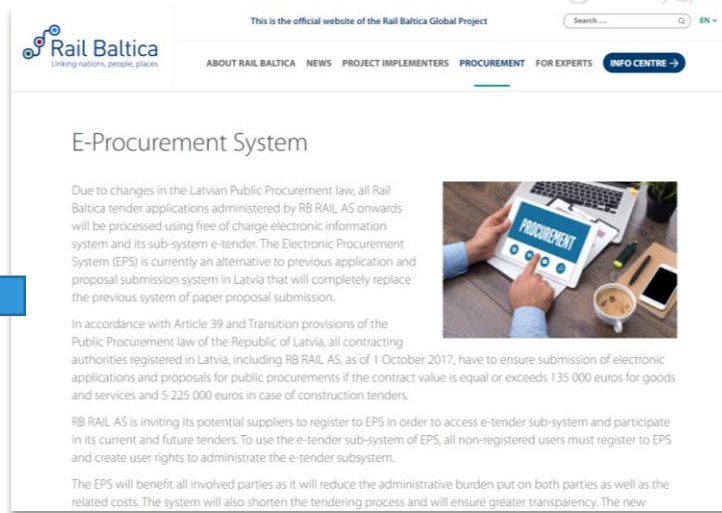 This is the official website of the Rail Baltica Global Project
Search ...
EN
Rail Baltica
Linking nations, people, places
ABOUT RAIL BALTICA NEWS PROJECT IMPLEMENTERS PROCUREMENT FOR EXPERTS INFO CENTRE →
E-Procurement System
Due to changes in the Latvian Public Procurement law, all Rail
Baltica tender applications administered by RB RAIL AS onwards
will be processed using free of charge electronic information
system and its sub-system e-tender. The Electronic Procurement
System (EPS) is currently an alternative to previous application and
proposal submission system in Latvia that will completely replace
the previous system of paper proposal submission.
PROCUREMENT
In accordance with Article 39 and Transition provisions of the
Public Procurement law of the Republic of Latvia, all contracting
authorities registered in Latvia, including RB RAIL AS, as of 1 October 2017, have to ensure submission of electronic
applications and proposals for public procurements if the contract value is equal or exceeds 135 000 euros for goods
and services and 5 225 000 euros in case of construction tenders.
RB RAIL AS is inviting its potential suppliers to register to EPS in order to access e-tender sub-system and participate
in its current and future tenders. To use the e-tender sub-system of EPS, all non-registered users must register to EPS
and create user rights to administrate the e-tender subsystem.
The EPS will benefit all involved parties as it will reduce the administrative burden put on both parties as well as the
related costs. The system will also shorten the tendering process and will ensure greater transparency. The new